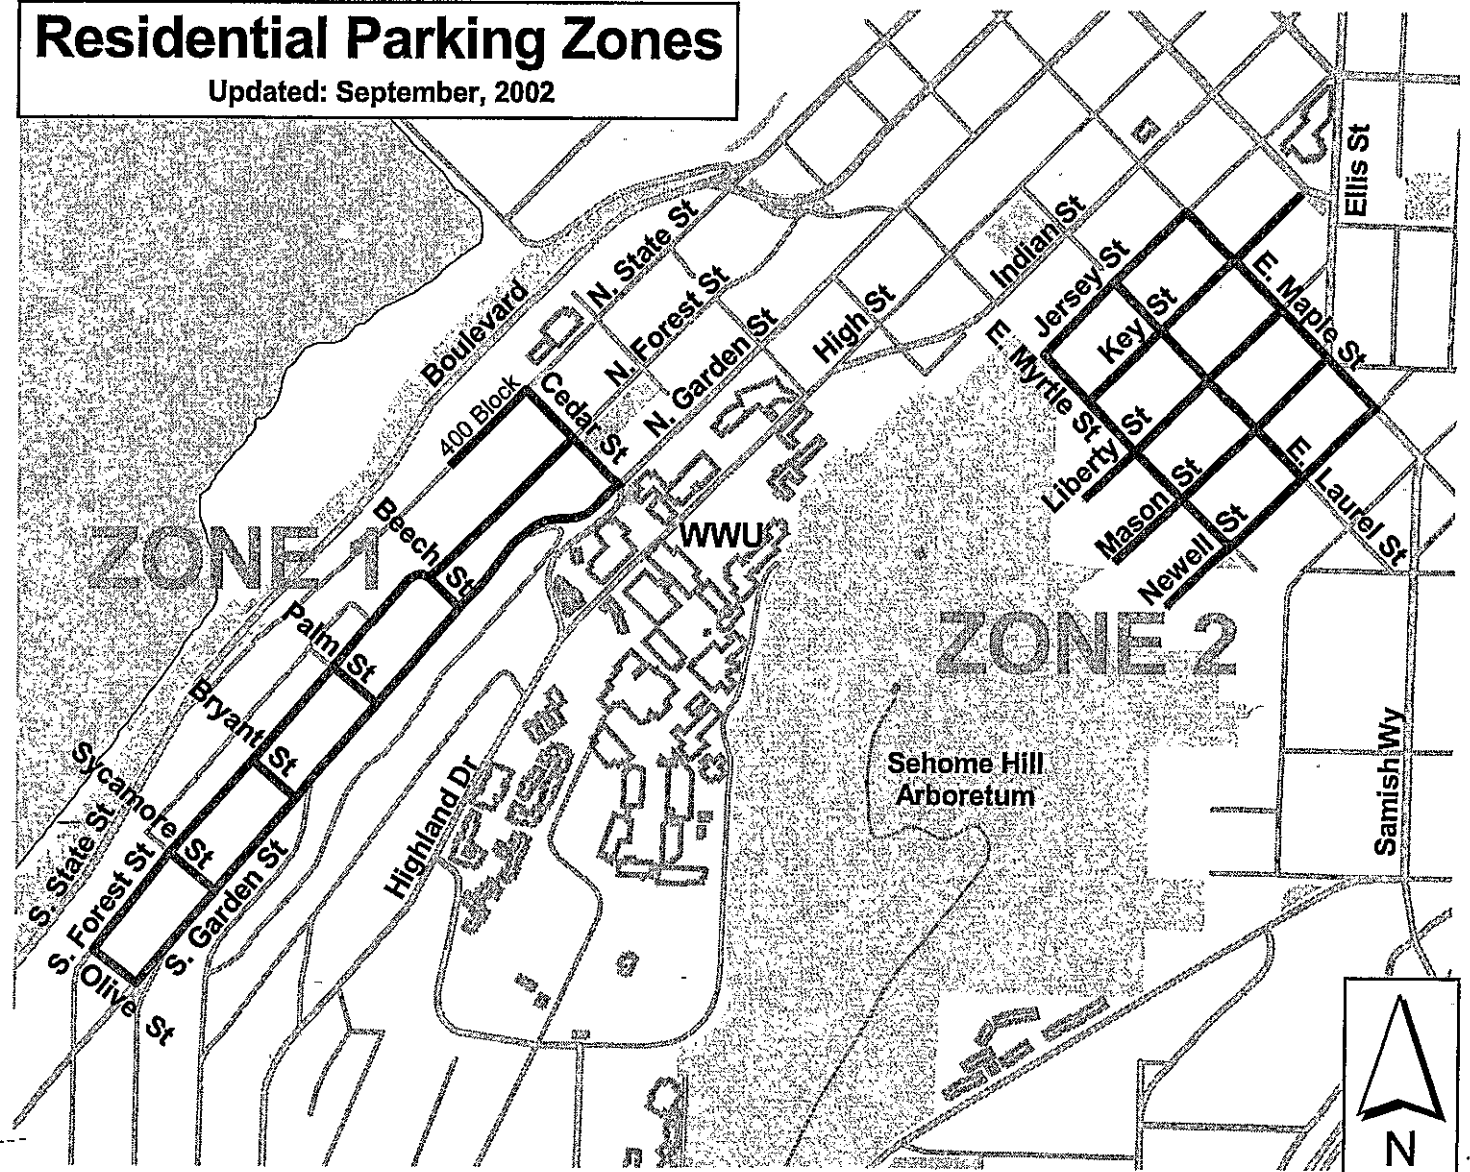 Residential Parking Zones
Updated: September, 2002
Ellis St
N. State St
Indian St
Jersey St
E. Maple St
Boulevard
N. Forest St
Key St
High St
N. Garden St
E. Myrtle St
400 Block
Cedar St
Liberty St
E. Laurel St
Mason St
Beech St
ZONE 1
WWU
Newell St
Palm St
ZONE 2
Bryant St
Sycamore St
Samish Wy
Sehome Hill
Arboretum
Highland Dr
S. State St
S. Forest St
S. Garden St
Olive St
N